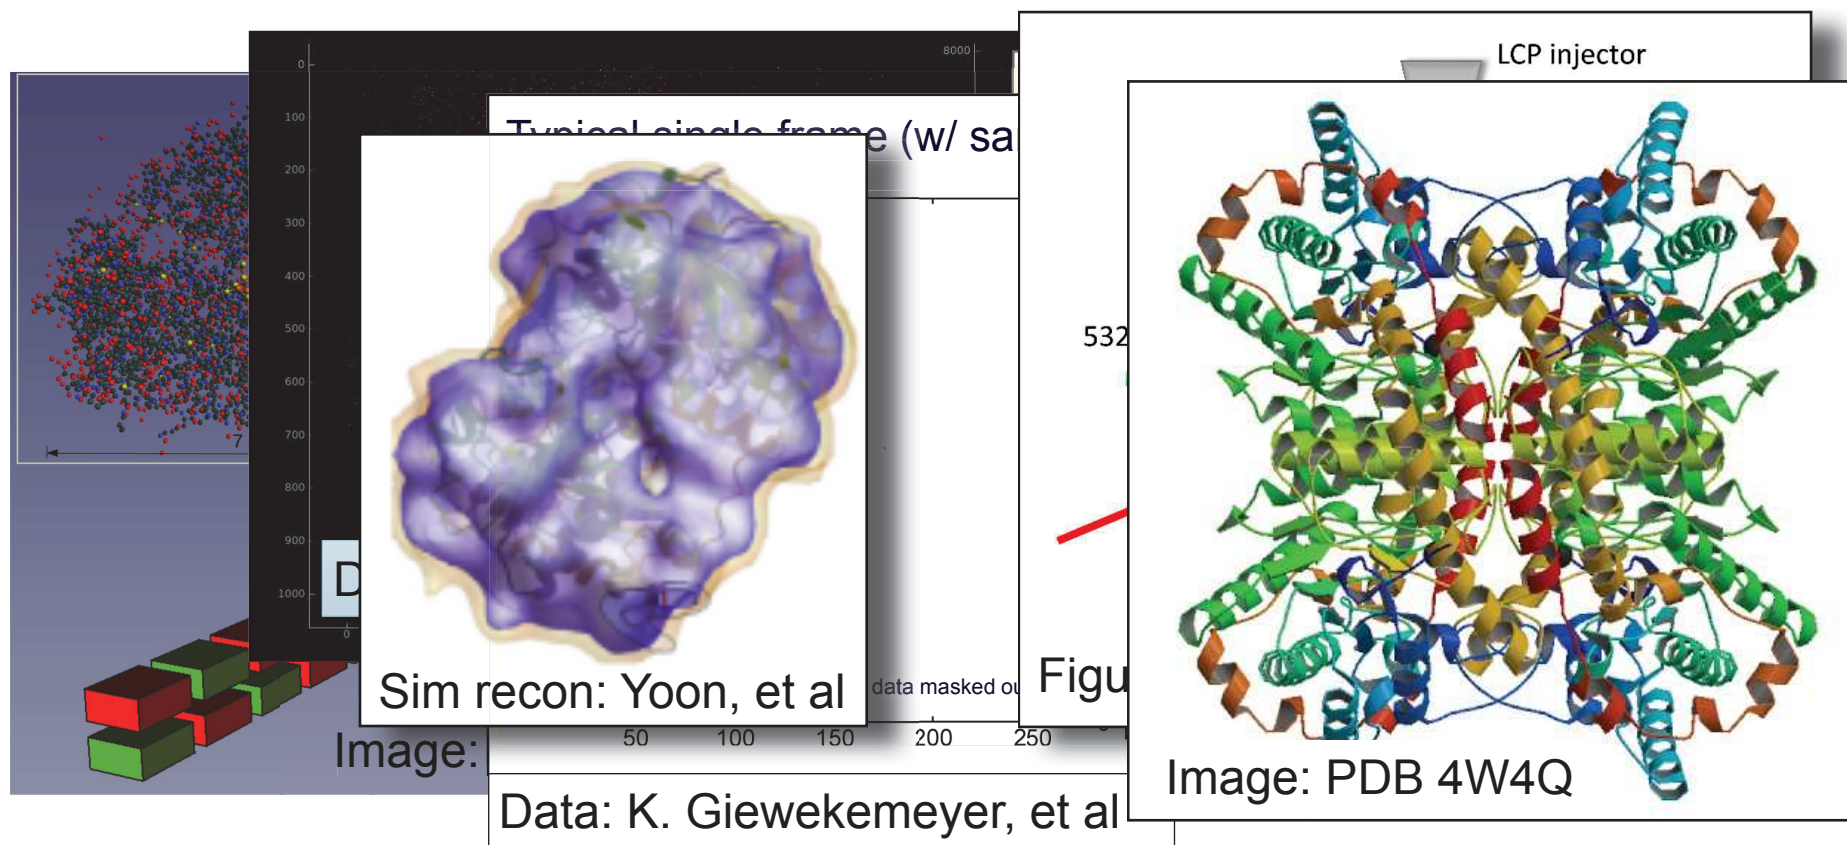 LCP injector
8000
0
100
200
300
400
500
600
700
800
900
1000
0
7
Typical single frame (w/ sa
532
D
Sim recon: Yoon, et al
data masked ou
Figu
Image:
50 100 150 200 250
Image: PDB 4W4Q
Data: K. Giewekemeyer, et al